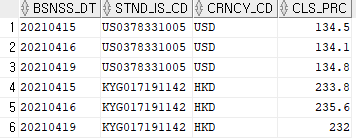 BSNSS_DT STND_IS_CD CRNCY_CD CLS_PRC
1 20210415 US0378331005 USD 134.5
2 20210416 US0378331005 USD 134.1
3 20210419 US0378331005 USD 134.8
4 20210415 KYG017191142 HKD 233.8
5 20210416 KYG017191142 HKD 235.6
6 20210419 KYG017191142 HKD 232